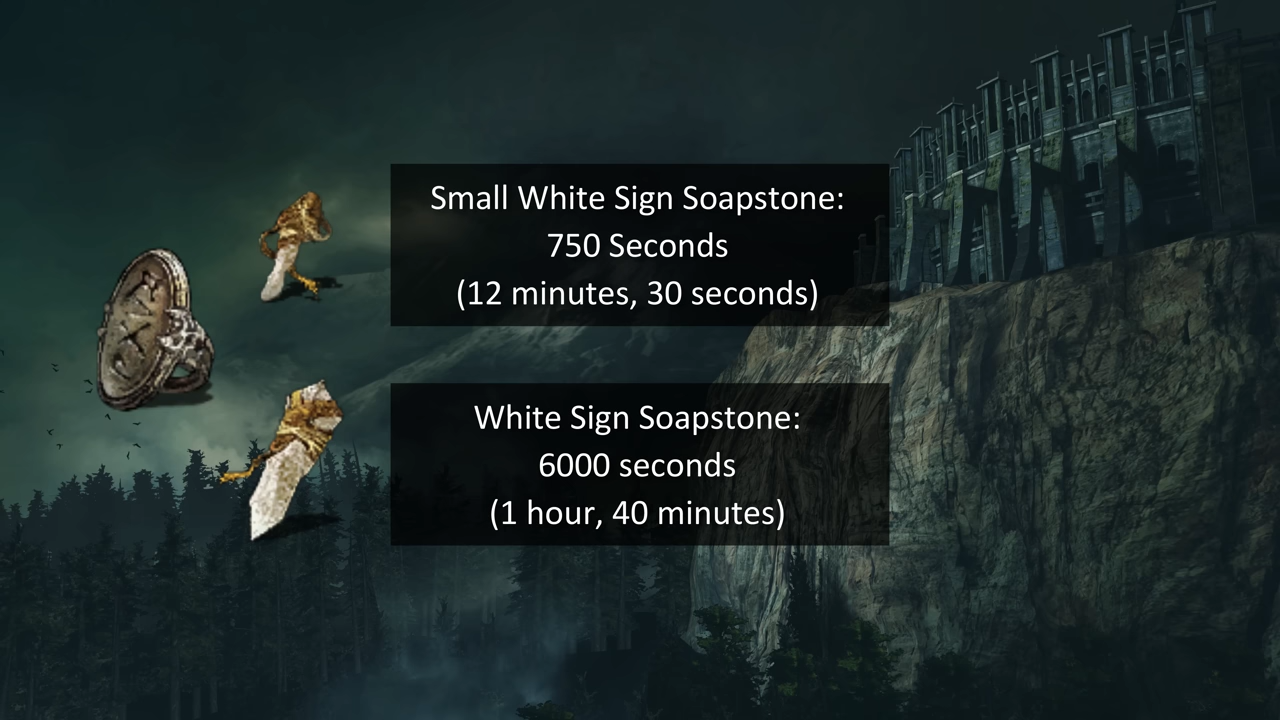 Small White Sign Soapstone:
750 Seconds
(12 minutes, 30 seconds)
White Sign Soapstone:
6000 seconds
(1 hour, 40 minutes)